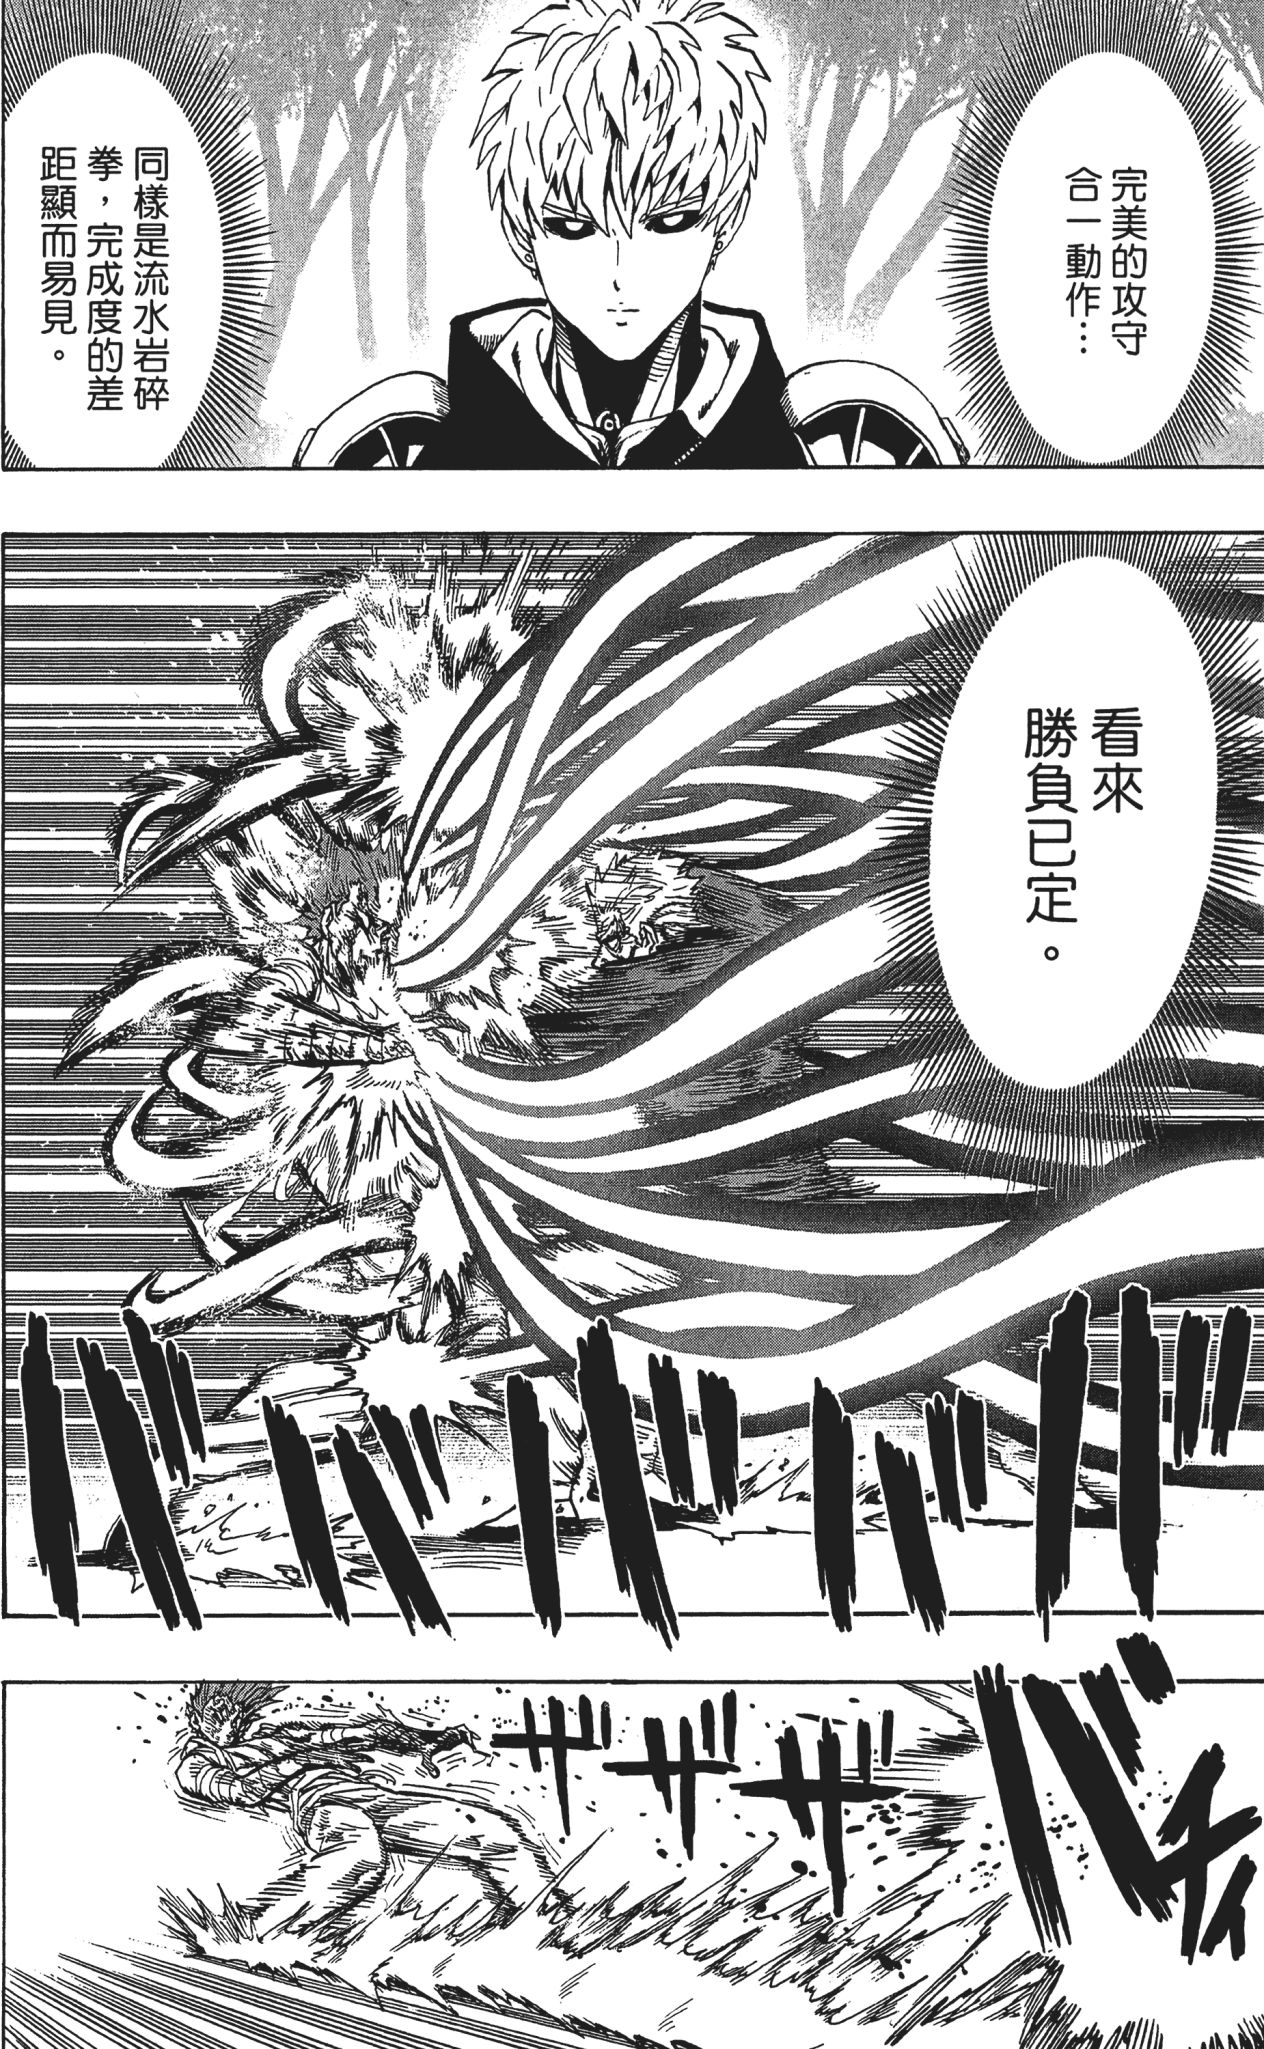 完美的攻守
合一動作…
同樣是流水岩碎
拳，完成度的差
距顯而易見。
看來
勝負已定。
ババババ
バキィ
ザザザ